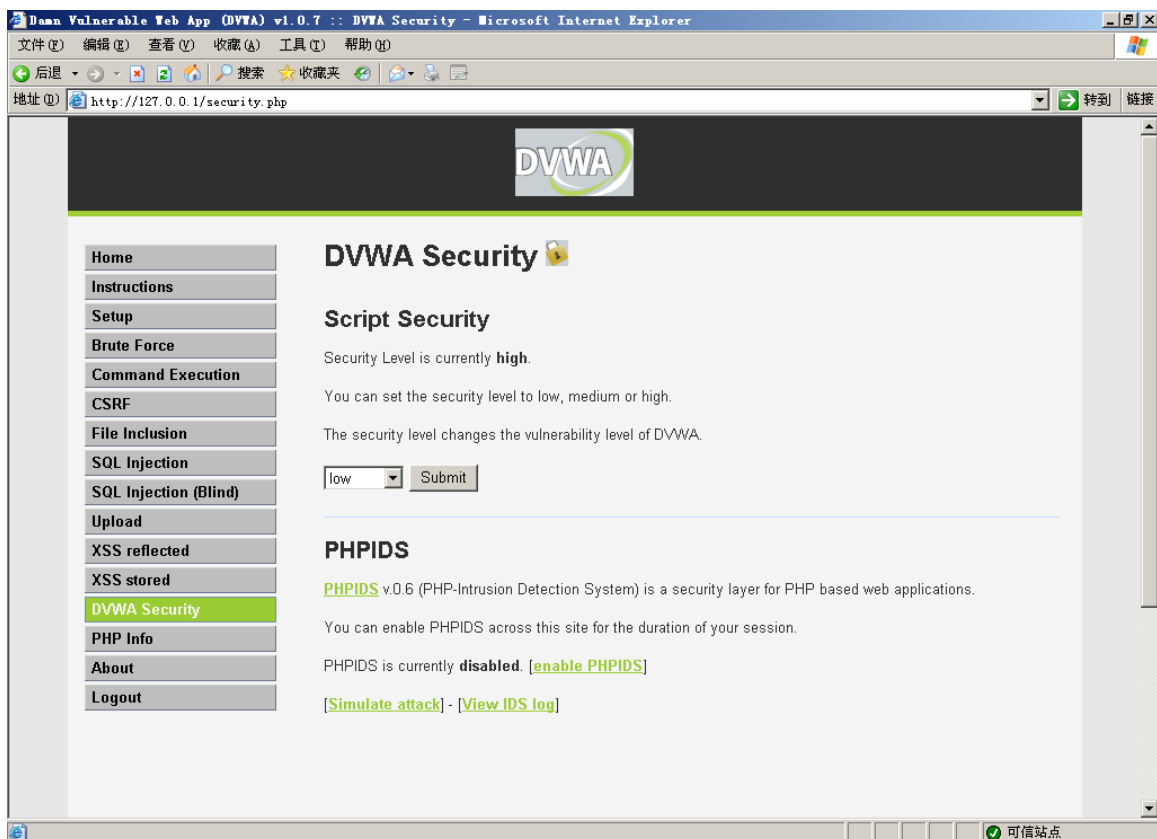 Damn Vulnerable Web App (DVWA) v1.0.7 :: DVWA Security - Microsoft Internet Explorer
文件(F) 编辑(E) 查看(V) 收藏(A) 工具(T) 帮助(H)
后退 搜索 收藏夹
地址(D) http://127.0.0.1/security.php 转到 链接
DVWA
Home
Instructions
Setup
Brute Force
Command Execution
CSRF
File Inclusion
SQL Injection
SQL Injection (Blind)
Upload
XSS reflected
XSS stored
DVWA Security
PHP Info
About
Logout
DVWA Security
Script Security
Security Level is currently high.
You can set the security level to low, medium or high.
The security level changes the vulnerability level of DVWA.
low Submit
PHPIDS
PHPIDS v.0.6 (PHP-Intrusion Detection System) is a security layer for PHP based web applications.
You can enable PHPIDS across this site for the duration of your session.
PHPIDS is currently disabled. [enable PHPIDS]
[Simulate attack] - [View IDS log]
可信站点